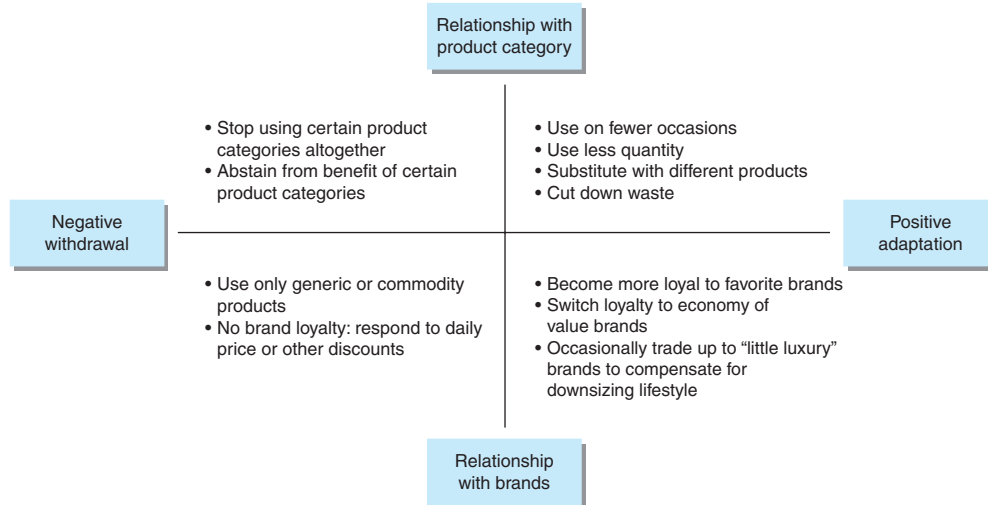 Relationship with
product category
• Stop using certain product
categories altogether
• Abstain from benefit of certain
product categories
• Use on fewer occasions
• Use less quantity
• Substitute with different products
• Cut down waste
Negative
withdrawal
Positive
adaptation
• Use only generic or commodity
products
• No brand loyalty: respond to daily
price or other discounts
• Become more loyal to favorite brands
• Switch loyalty to economy of
value brands
• Occasionally trade up to “little luxury”
brands to compensate for
downsizing lifestyle
Relationship
with brands